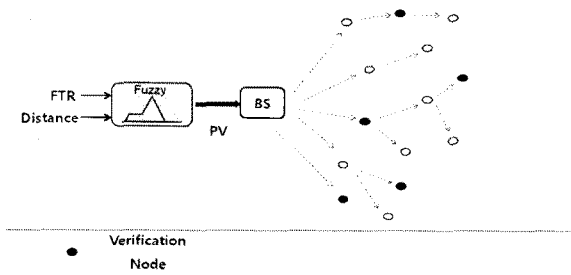 Fuzzy
FTR
Distance
BS
PV
Verification
Node